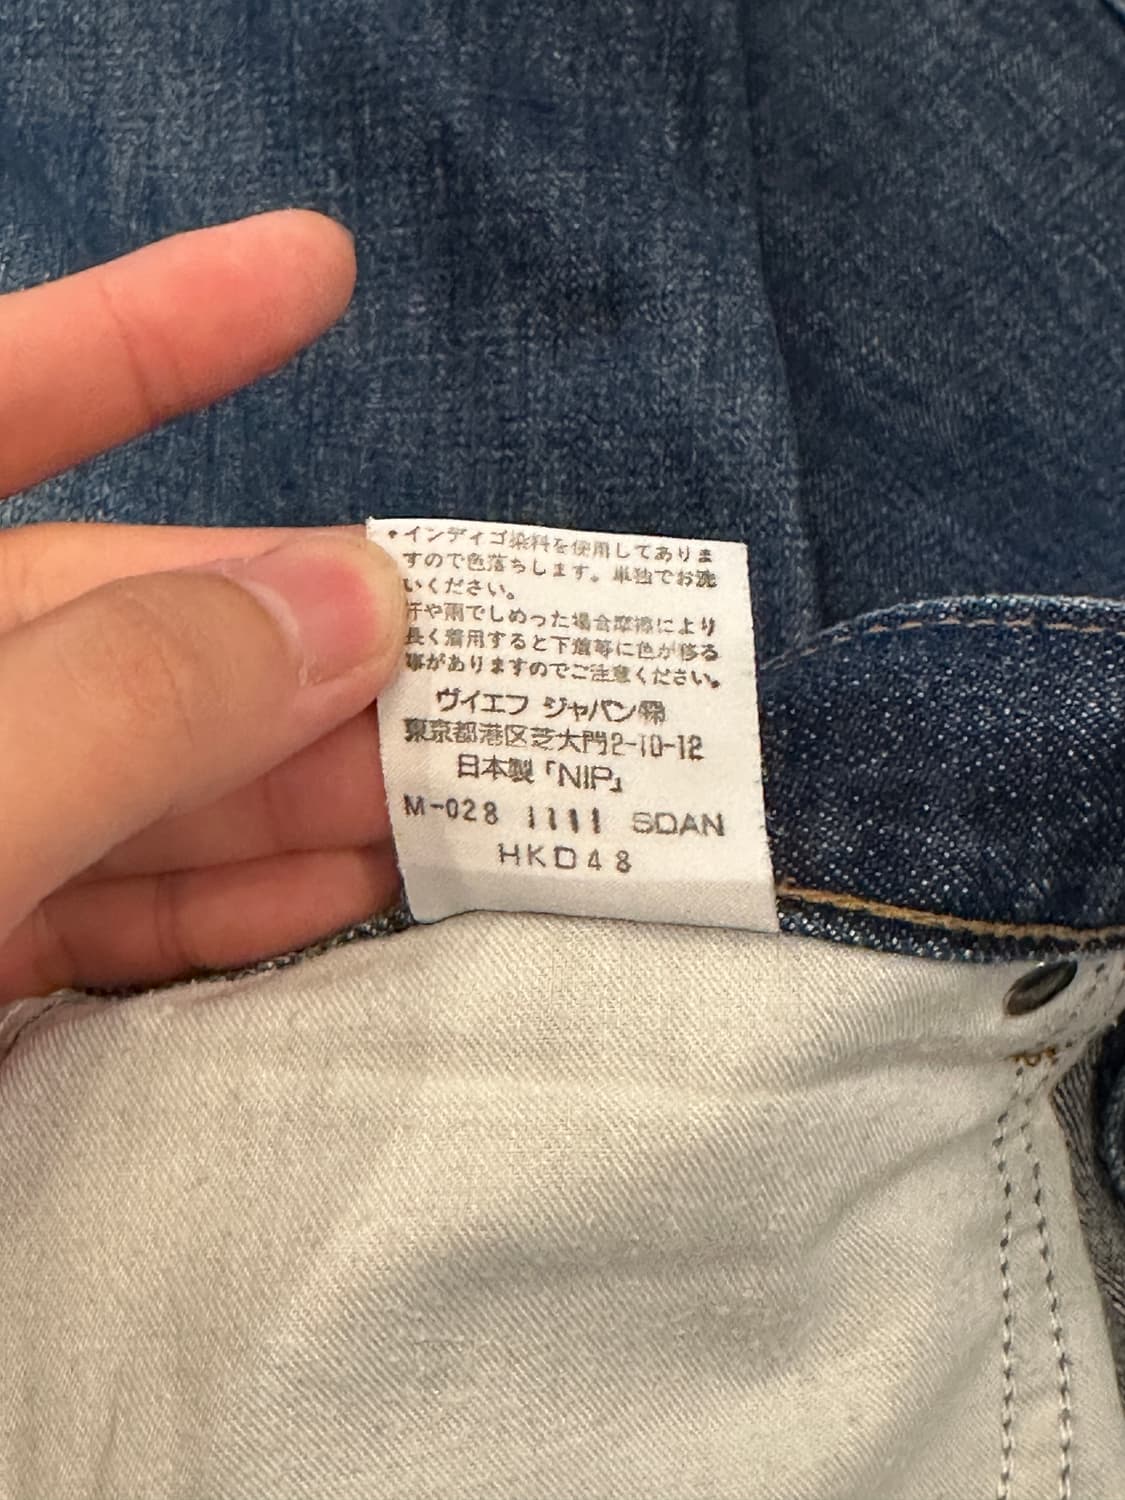 •インディゴ染料を使用してありま
すので色落ちします。単独でお洗
いください。
汗や雨でしめった場合摩擦により
長く着用すると下着等に色が移る
事がありますのでご注意ください。
ヴイエフ ジャパン㈱
東京都港区芝大門2-10-12
日本製「NIP」
M-028 1111 SDAN
HKD48